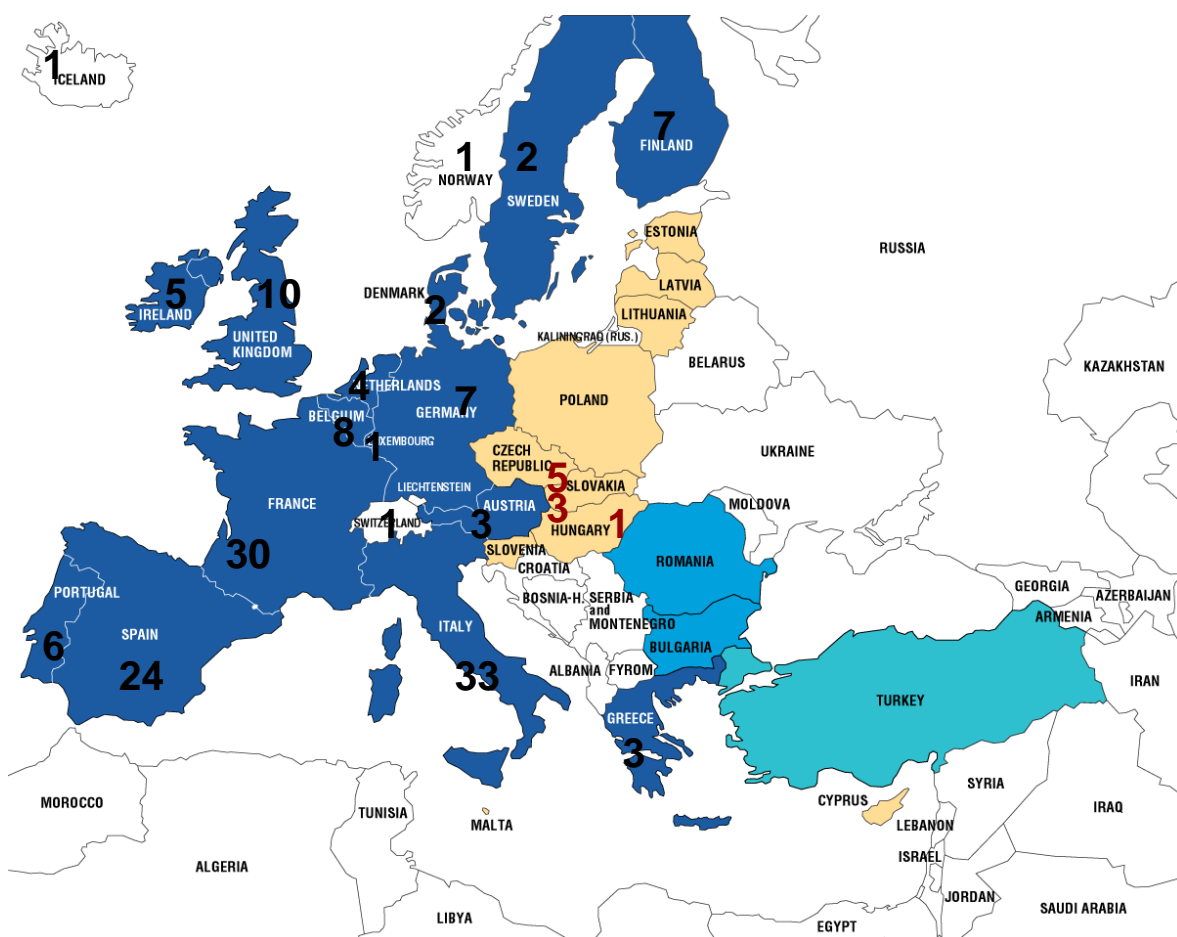 1
ICELAND
7
FINLAND
1
NORWAY
2
SWEDEN
ESTONIA
RUSSIA
LATVIA
LITHUANIA
DENMARK
2
KALININGRAD (RUS.)
5
IRELAND
10
UNITED
KINGDOM
BELARUS
KAZAKHSTAN
4
NETHERLANDS
7
GERMANY
POLAND
BELGIUM
8
1
LUXEMBOURG
CZECH
REPUBLIC
UKRAINE
5
SLOVAKIA
LIECHTENSTEIN
AUSTRIA
3
FRANCE
3
HUNGARY
1
MOLDOVA
SWITZERLAND
1
30
SLOVENIA
CROATIA
ROMANIA
BOSNIA-H.
SERBIA
and
MONTENEGRO
GEORGIA
AZERBAIJAN
ARMENIA
PORTUGAL
6
SPAIN
24
ITALY
33
BULGARIA
ALBANIA
FYROM
GREECE
3
TURKEY
IRAN
MOROCCO
TUNISIA
MALTA
CYPRUS
SYRIA
LEBANON
IRAQ
ALGERIA
ISRAEL
LIBYA
EGYPT
JORDAN
SAUDI ARABIA